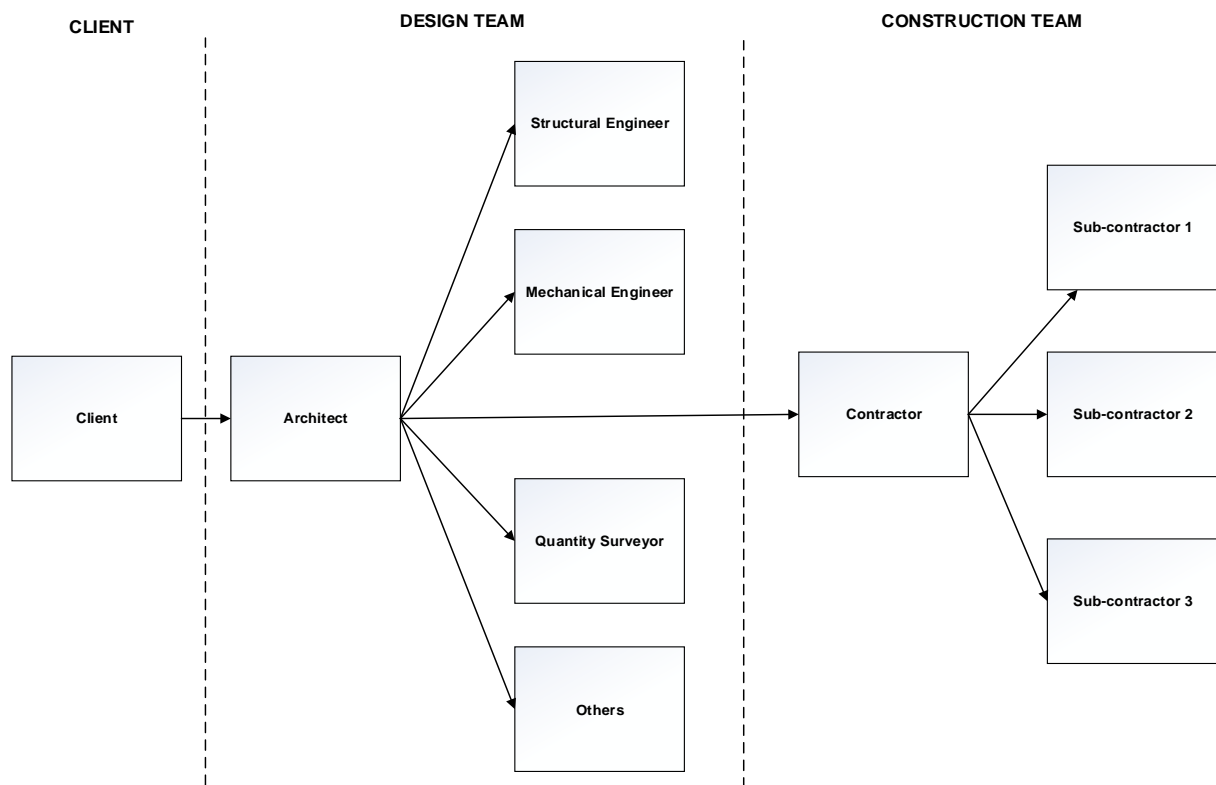 CLIENT
DESIGN TEAM
CONSTRUCTION TEAM
Structural Engineer
Mechanical Engineer
Client
Architect
Quantity Surveyor
Others
Contractor
Sub-contractor 1
Sub-contractor 2
Sub-contractor 3